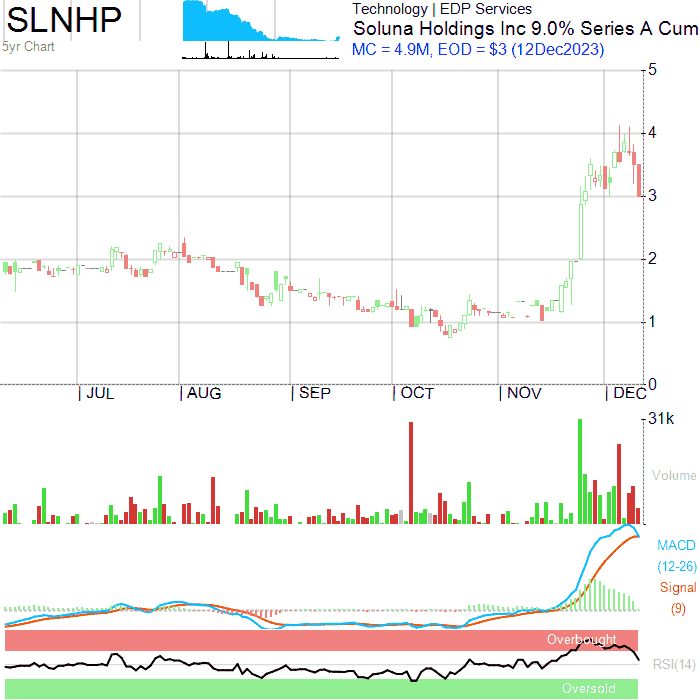 SLNHP
5yr Chart
Technology | EDP Services
Soluna Holdings Inc 9.0% Series A Cum
MC = 4.9M, EOD = $3 (12Dec2023)
5
4
3
2
1
0
JUL
AUG
SEP
OCT
NOV
DEC
31k
Volume
MACD
(12-26)
Signal
(9)
Overbought
RSI(14)
Oversold